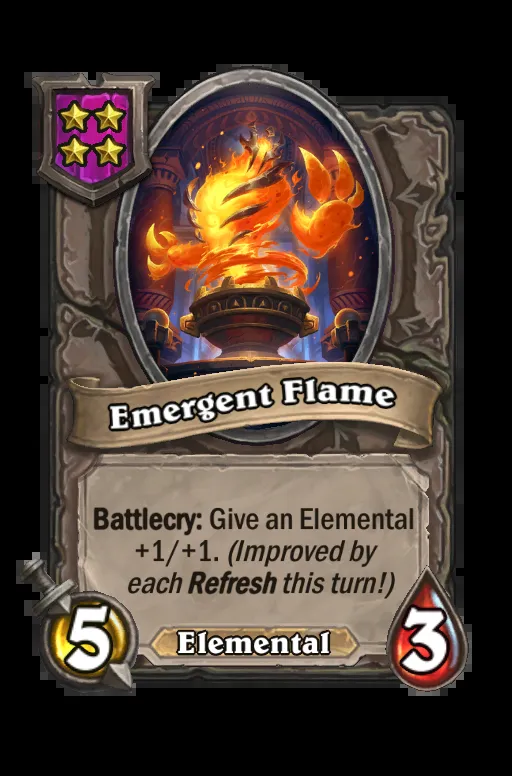 Emergent Flame
Battlecry: Give an Elemental
+1/+1. (Improved by
each Refresh this turn!)
5
Elemental
3